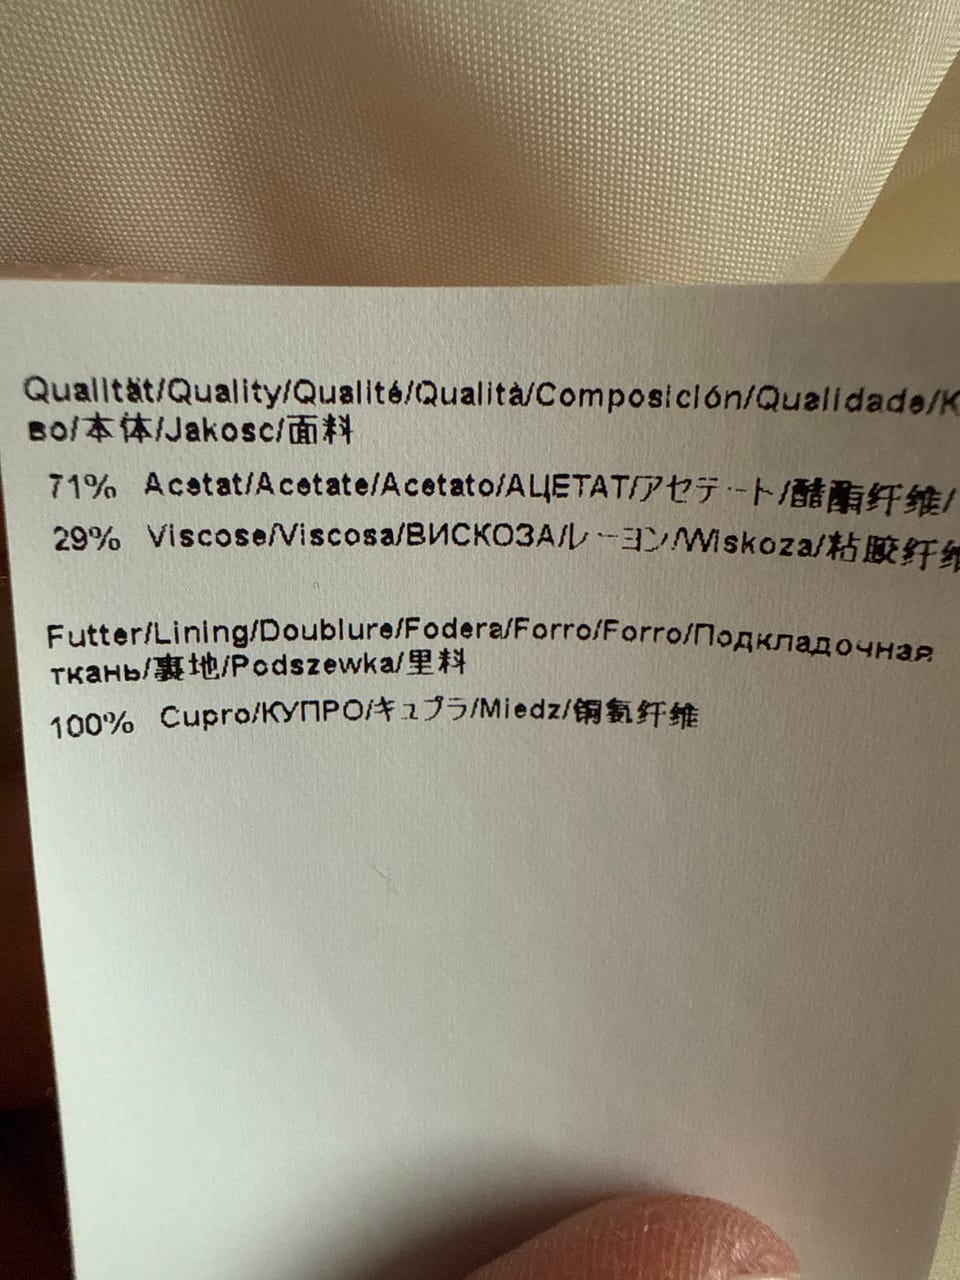 Qualität/Quality/Qualité/Qualità/Composición/Qualidade/К
во/本体/Jakosc/面料
71% Acetat/Acetate/Acetato/АЦЕТАТ/アセテート/醋酯纤维/
29% Viscose/Viscosa/ВИСКОЗА/レーヨン/Wiskoza/粘胶纤维
Futter/Lining/Doublure/Fodera/Forro/Forro/Подкладочная
ткань/裏地/Podszewka/里料
100% Cupro/КУПРО/キュプラ/Miedz/铜氨纤维